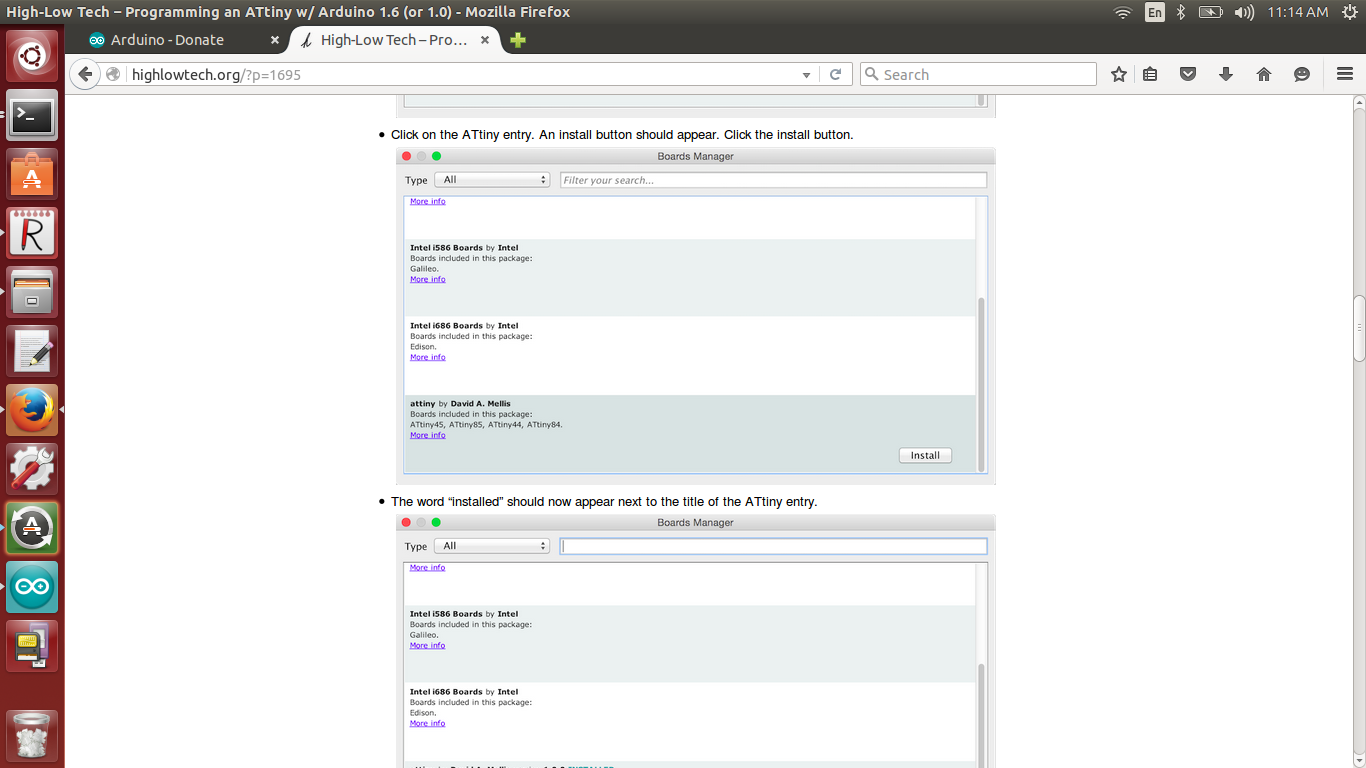 High-Low Tech – Programming an ATtiny w/ Arduino 1.6 (or 1.0) - Mozilla Firefox
En
11:14 AM
Arduino - Donate
High-Low Tech – Pro...
highlowtech.org/?p=1695
Search
Click on the ATtiny entry. An install button should appear. Click the install button.
Boards Manager
Type All Filter your search...
More info
Intel i586 Boards by Intel
Boards included in this package:
Galileo.
More info
Intel i686 Boards by Intel
Boards included in this package:
Edison.
More info
attiny by David A. Mellis
Boards included in this package:
ATtiny45, ATtiny85, ATtiny44, ATtiny84.
More info
Install
The word “installed” should now appear next to the title of the ATtiny entry.
Boards Manager
Type All
More info
Intel i586 Boards by Intel
Boards included in this package:
Galileo.
More info
Intel i686 Boards by Intel
Boards included in this package:
Edison.
More info